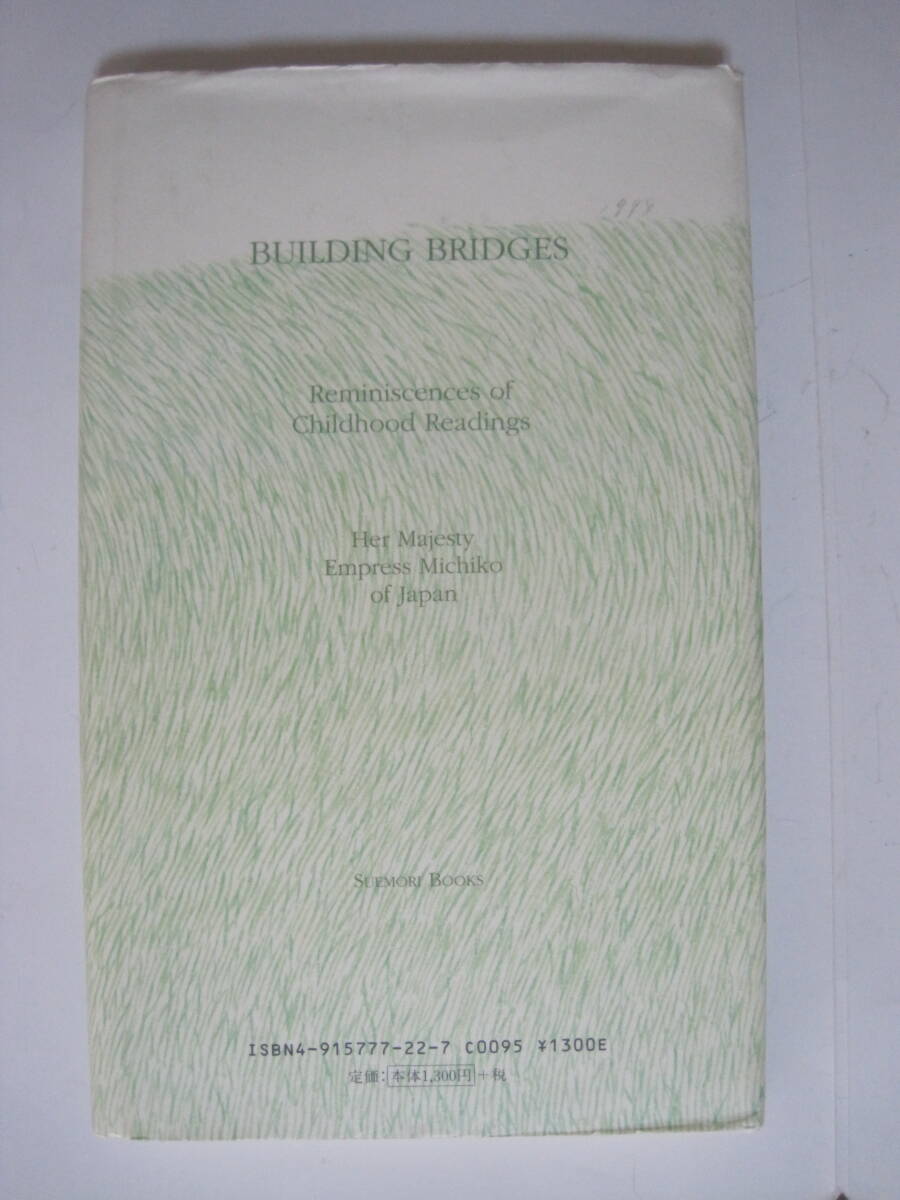 BUILDING BRIDGES
Reminiscences of
Childhood Readings
Her Majesty
Empress Michiko
of Japan
SUEMORI BOOKS
ISBN4-915777-22-7 C0095 ¥1300E
定価：本体1,300円＋税